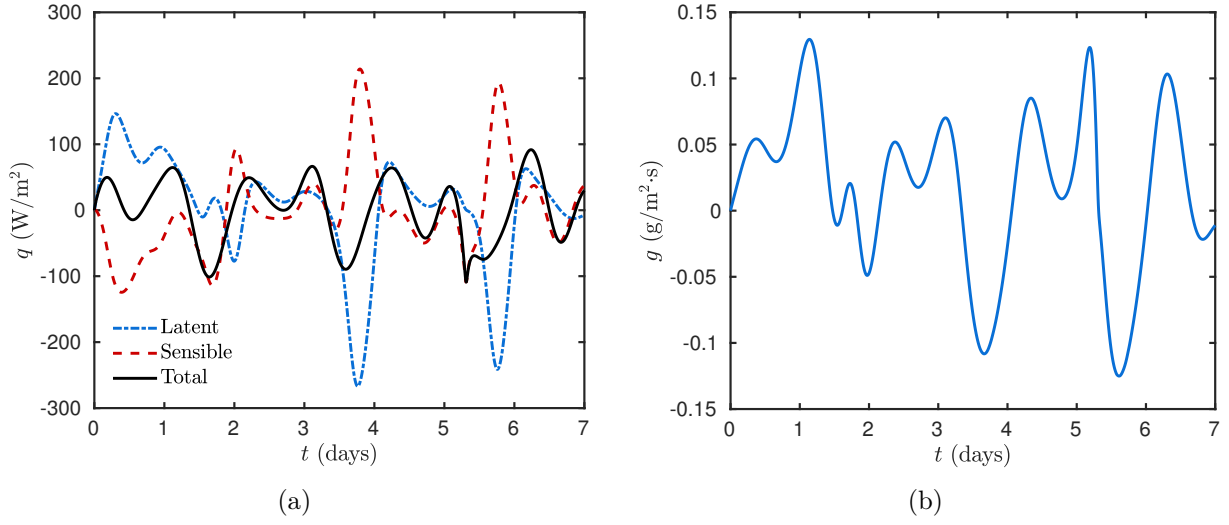 300
200
100
0
-100
-200
-300
q (W/m²)
Latent
Sensible
Total
0 1 2 3 4 5 6 7
t (days)
(a)
0.15
0.1
0.05
0
-0.05
-0.1
-0.15
g (g/m²·s)
0 1 2 3 4 5 6 7
t (days)
(b)